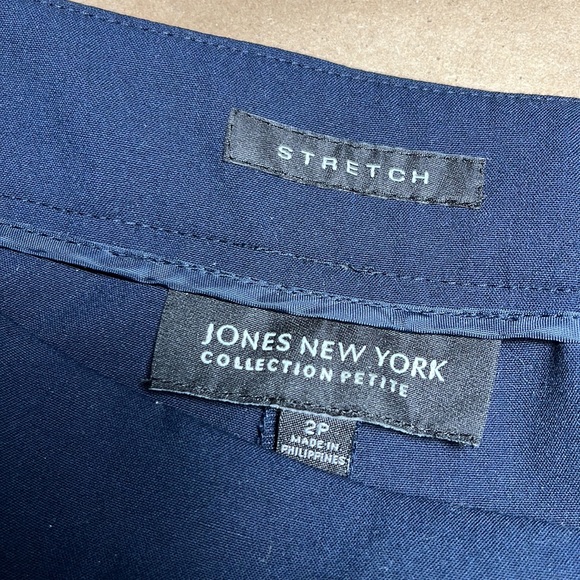 STRETCH
JONES NEW YORK
COLLECTION PETITE
2P
MADE IN
PHILIPPINES